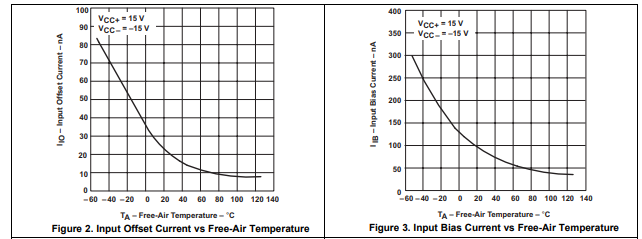 VCC+ = 15 V
VCC− = −15 V
IIO – Input Offset Current – nA
100
90
80
70
60
50
40
30
20
10
0
−60 −40 −20 0 20 40 60 80 100 120 140
TA – Free-Air Temperature – °C
Figure 2. Input Offset Current vs Free-Air Temperature
VCC+ = 15 V
VCC− = −15 V
IIB – Input Bias Current – nA
400
350
300
250
200
150
100
50
0
−60 −40 −20 0 20 40 60 80 100 120 140
TA – Free-Air Temperature – °C
Figure 3. Input Bias Current vs Free-Air Temperature